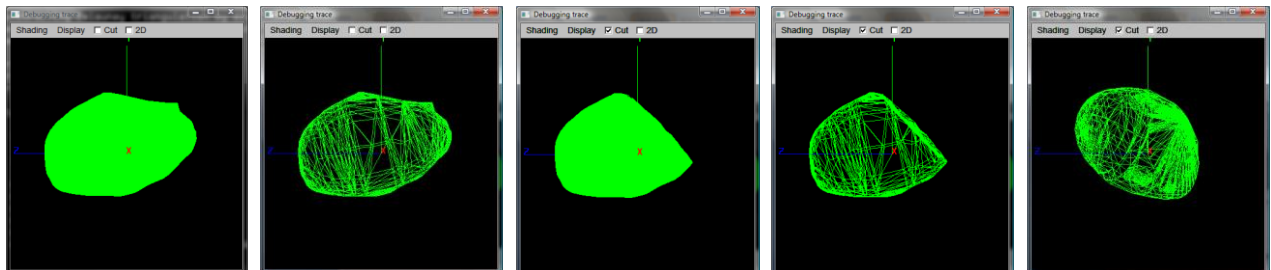 Debugging trace
Shading Display Cut 2D
Z X
Debugging trace
Shading Display Cut 2D
Z X
Debugging trace
Shading Display Cut 2D
Z X
Debugging trace
Shading Display Cut 2D
Z X
Debugging trace
Shading Display Cut 2D
Z X